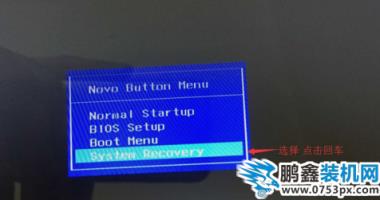 Novo Button Menu
Normal Startup
BIOS Setup
Boot Menu
System Recovery
选择 点击回车
鹏鑫装机网
www.0753px.com